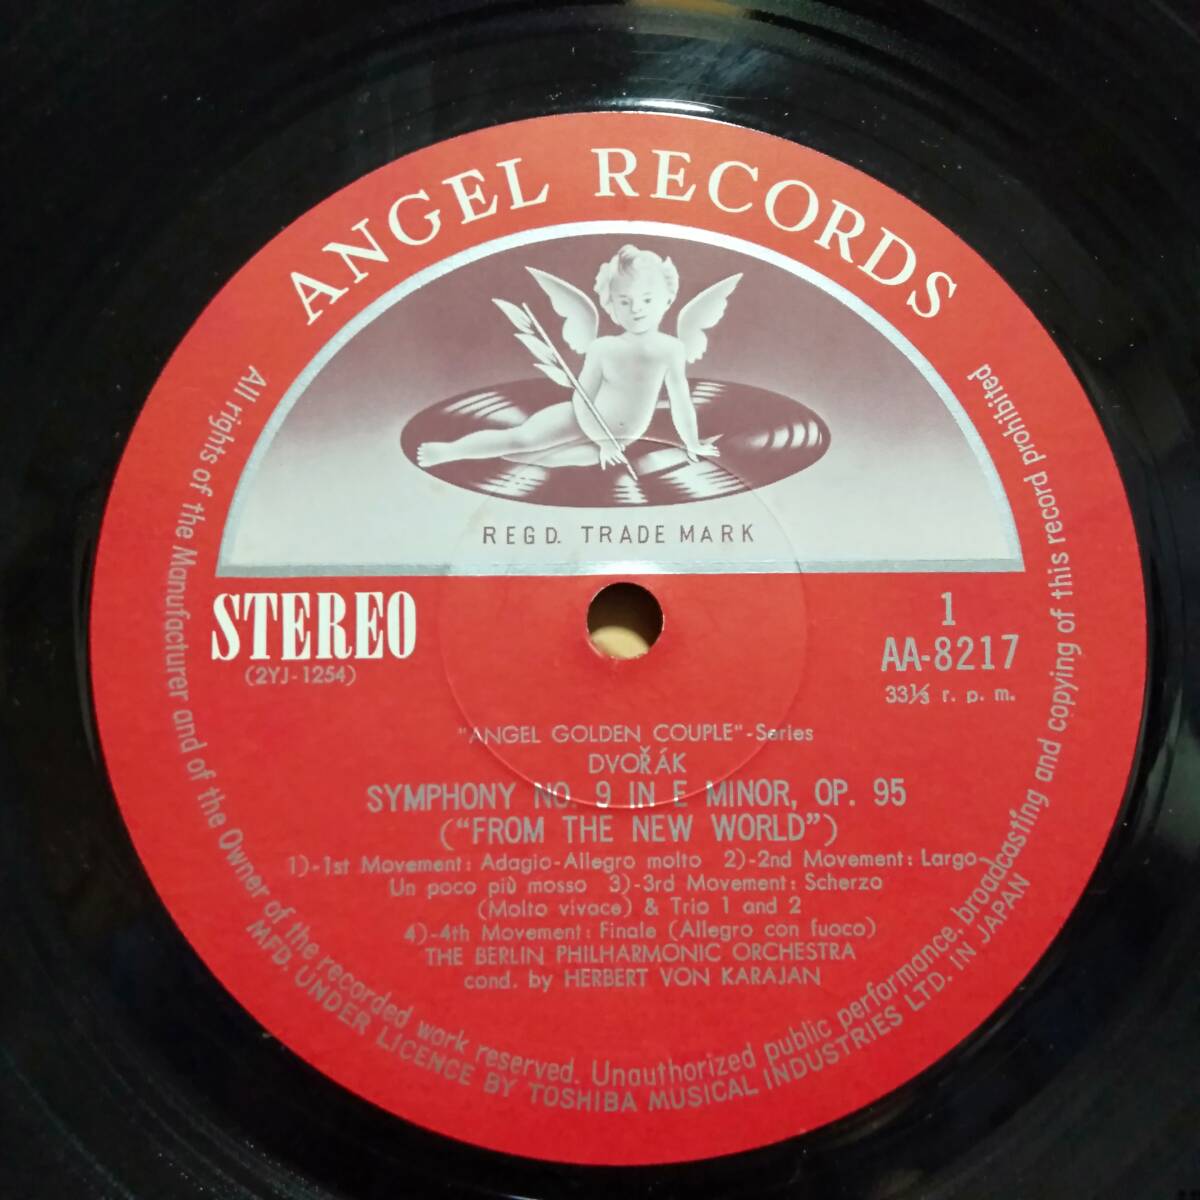 ANGEL RECORDS
REGD. TRADE MARK
STEREO
(2YJ-1254)
1
AA-8217
33⅓ r. p. m.
"ANGEL GOLDEN COUPLE"-Series
DVOŘÁK
SYMPHONY NO. 9 IN E MINOR, OP. 95
("FROM THE NEW WORLD")
1)-1st Movement: Adagio-Allegro molto 2)-2nd Movement: Largo-
Un poco più mosso 3)-3rd Movement: Scherzo
(Molto vivace) & Trio 1 and 2
4)-4th Movement: Finale (Allegro con fuoco)
THE BERLIN PHILHARMONIC ORCHESTRA
cond. by HERBERT VON KARAJAN
All rights of the Manufacturer and of the Owner of the recorded work reserved. Unauthorized public performance, broadcasting and copying of this record prohibited
MFD. UNDER LICENCE BY TOSHIBA MUSICAL INDUSTRIES LTD. IN JAPAN